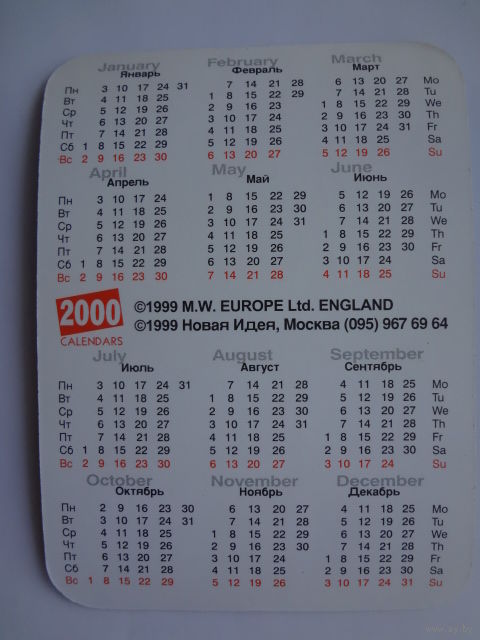 January February March
Январь Февраль Март
Пн 3 10 17 24 31 7 14 21 28 6 13 20 27 Mo
Вт 4 11 18 25 1 8 15 22 29 7 14 21 28 Tu
Ср 5 12 19 26 2 9 16 23 1 8 15 22 29 We
Чт 6 13 20 27 3 10 17 24 2 9 16 23 30 Th
Пт 7 14 21 28 4 11 18 25 3 10 17 24 31 Fr
Сб 1 8 15 22 29 5 12 19 26 4 11 18 25 Sa
Вс 2 9 16 23 30 6 13 20 27 5 12 19 26 Su
April May June
Апрель Май Июнь
Пн 3 10 17 24 1 8 15 22 29 5 12 19 26 Mo
Вт 4 11 18 25 2 9 16 23 30 6 13 20 27 Tu
Ср 5 12 19 26 3 10 17 24 31 7 14 21 28 We
Чт 6 13 20 27 4 11 18 25 1 8 15 22 29 Th
Пт 7 14 21 28 5 12 19 26 2 9 16 23 30 Fr
Сб 1 8 15 22 29 6 13 20 27 3 10 17 24 Sa
Вс 2 9 16 23 30 7 14 21 28 4 11 18 25 Su
2000 ©1999 M.W. EUROPE Ltd. ENGLAND
CALENDARS ©1999 Новая Идея, Москва (095) 967 69 64
July August September
Июль Август Сентябрь
Пн 3 10 17 24 31 7 14 21 28 4 11 18 25 Mo
Вт 4 11 18 25 1 8 15 22 29 5 12 19 26 Tu
Ср 5 12 19 26 2 9 16 23 30 6 13 20 27 We
Чт 6 13 20 27 3 10 17 24 31 7 14 21 28 Th
Пт 7 14 21 28 4 11 18 25 1 8 15 22 29 Fr
Сб 1 8 15 22 29 5 12 19 26 2 9 16 23 30 Sa
Вс 2 9 16 23 30 6 13 20 27 3 10 17 24 Su
October November December
Октябрь Ноябрь Декабрь
Пн 2 9 16 23 30 6 13 20 27 4 11 18 25 Mo
Вт 3 10 17 24 31 7 14 21 28 5 12 19 26 Tu
Ср 4 11 18 25 1 8 15 22 29 6 13 20 27 We
Чт 5 12 19 26 2 9 16 23 30 7 14 21 28 Th
Пт 6 13 20 27 3 10 17 24 1 8 15 22 29 Fr
Сб 7 14 21 28 4 11 18 25 2 9 16 23 30 Sa
Вс 1 8 15 22 29 5 12 19 26 3 10 17 24 31 Su